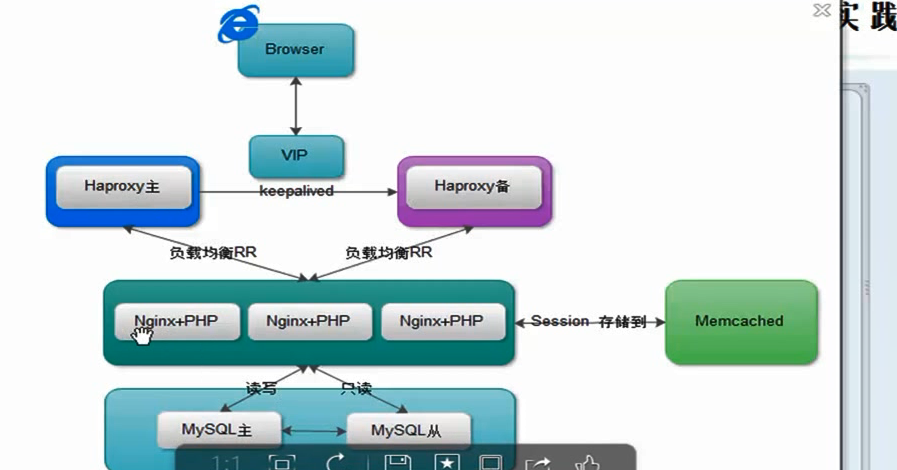 实践
Browser
VIP
Haproxy主
keepalived
Haproxy备
负载均衡RR
负载均衡RR
Nginx+PHP
Nginx+PHP
Nginx+PHP
Session 存储到
Memcached
读写
只读
MySQL主
MySQL从
1:1